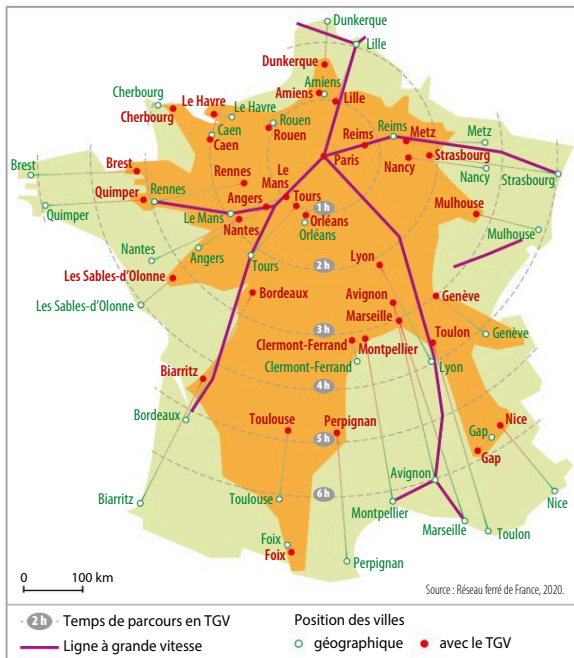 Dunkerque
Lille
Dunkerque
Amiens
Amiens
Lille
Cherbourg
Le Havre
Cherbourg
Le Havre
Caen
Caen
Rouen
Rouen
Reims
Reims
Metz
Metz
Paris
Nancy
Strasbourg
Nancy
Strasbourg
Brest
Brest
Rennes
Rennes
Quimper
Quimper
Le
Mans
Tours
Angers
Orléans
Orléans
Le Mans
Nantes
Nantes
Angers
Tours
1 h
Mulhouse
Mulhouse
Les Sables-d'Olonne
Les Sables-d'Olonne
2 h
Lyon
Bordeaux
Avignon
Genève
Marseille
3 h
Toulon
Genève
Clermont-Ferrand
Montpellier
Clermont-Ferrand
Lyon
4 h
Biarritz
Bordeaux
Toulouse
Perpignan
5 h
Nice
Gap
Gap
Avignon
6 h
Biarritz
Toulouse
Montpellier
Marseille
Toulon
Nice
Foix
Foix
Perpignan
0 100 km
Source : Réseau ferré de France, 2020.
2 h Temps de parcours en TGV
Ligne à grande vitesse
Position des villes
géographique avec le TGV